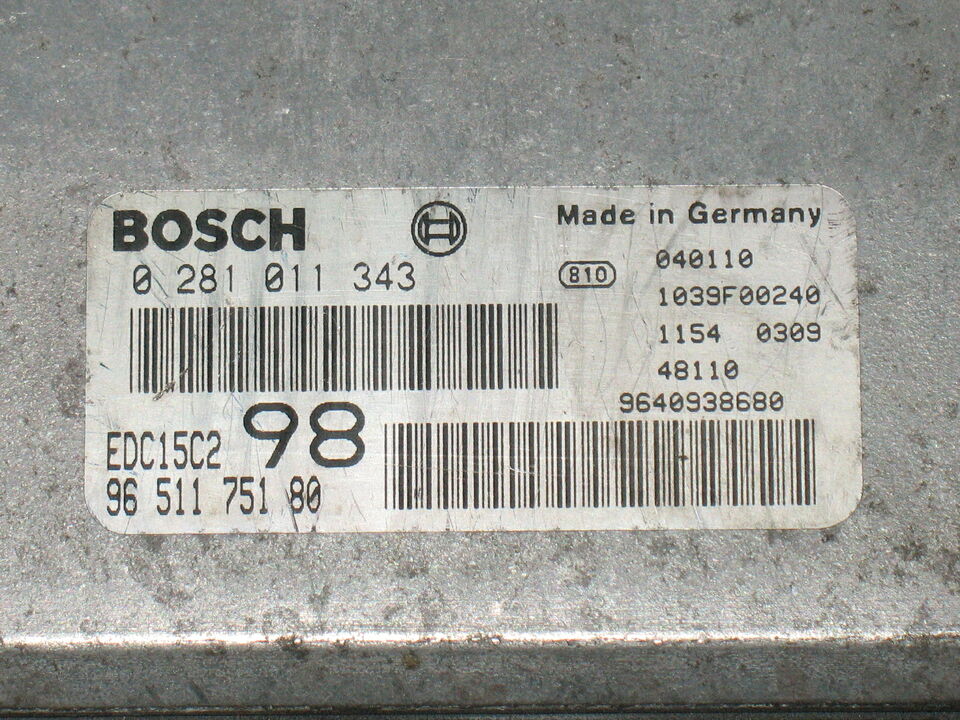 BOSCH
Made in Germany
0 281 011 343
810
040110
1039F00240
1154 0309
48110
9640938680
EDC15C2 98
96 511 751 80